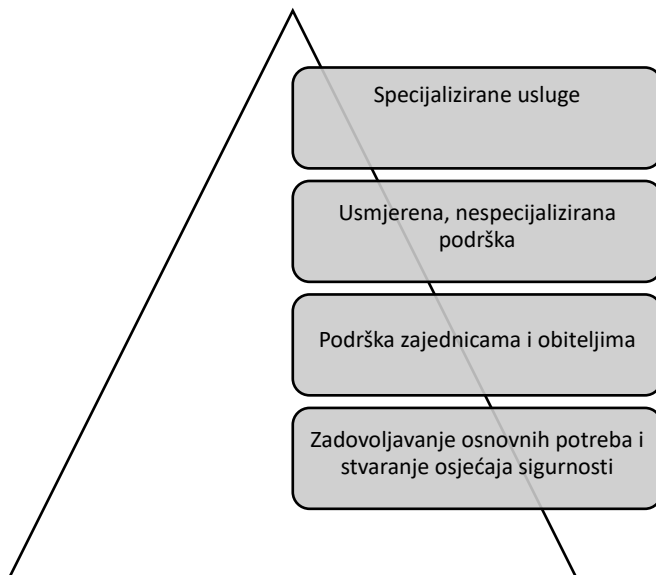 Specijalizirane usluge
Usmjerena, nespecijalizirana
podrška
Podrška zajednicama i obiteljima
Zadovoljavanje osnovnih potreba i
stvaranje osjećaja sigurnosti